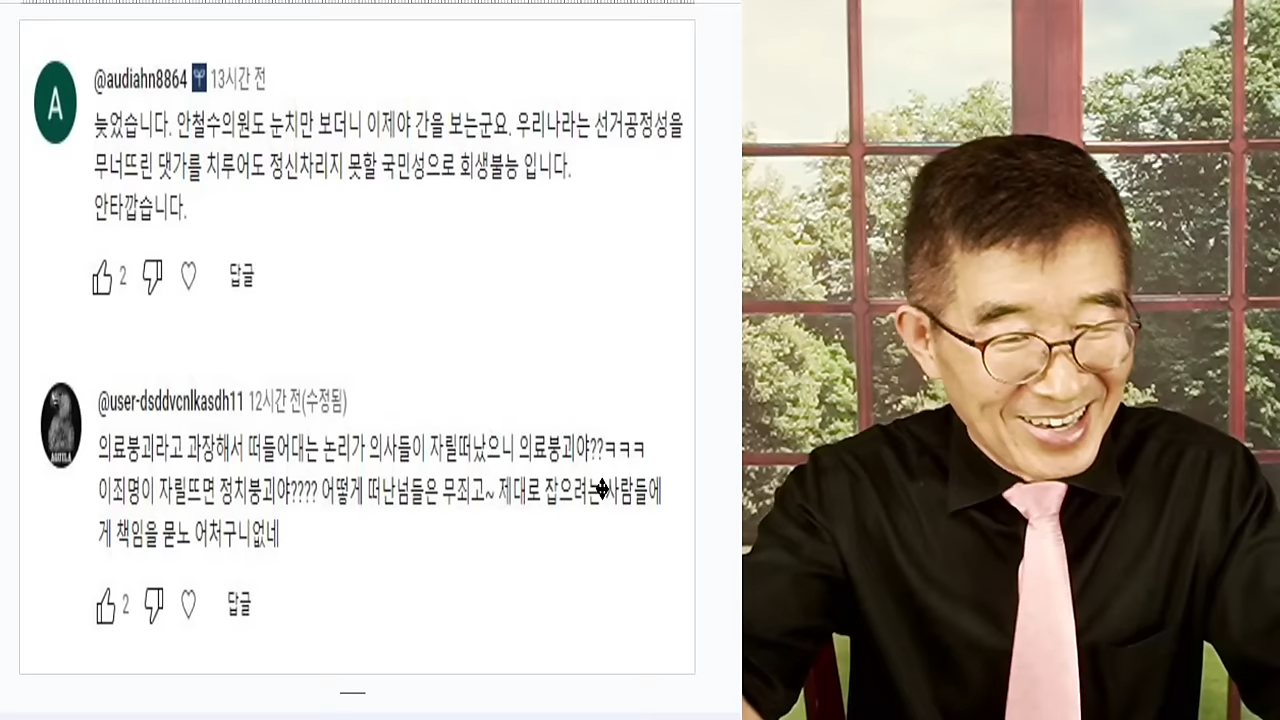 A
@audiahn8864 13시간 전
늦었습니다. 안철수의원도 눈치만 보더니 이제야 간을 보는군요. 우리나라는 선거공정성을
무너뜨린 댓가를 치루어도 정신차리지 못할 국민성으로 회생불능 입니다.
안타깝습니다.
2 답글
@user-dsddvcnlkasdh11 12시간 전(수정됨)
의료붕괴라고 과장해서 떠들어대는 논리가 의사들이 자릴떠났으니 의료붕괴야??ㅋㅋㅋ
이죄명이 자릴뜨면 정치붕괴야???? 어떻게 떠난넘들은 무죄고~ 제대로 잡으려는사람들에
게 책임을 묻노 어처구니없네
2 답글